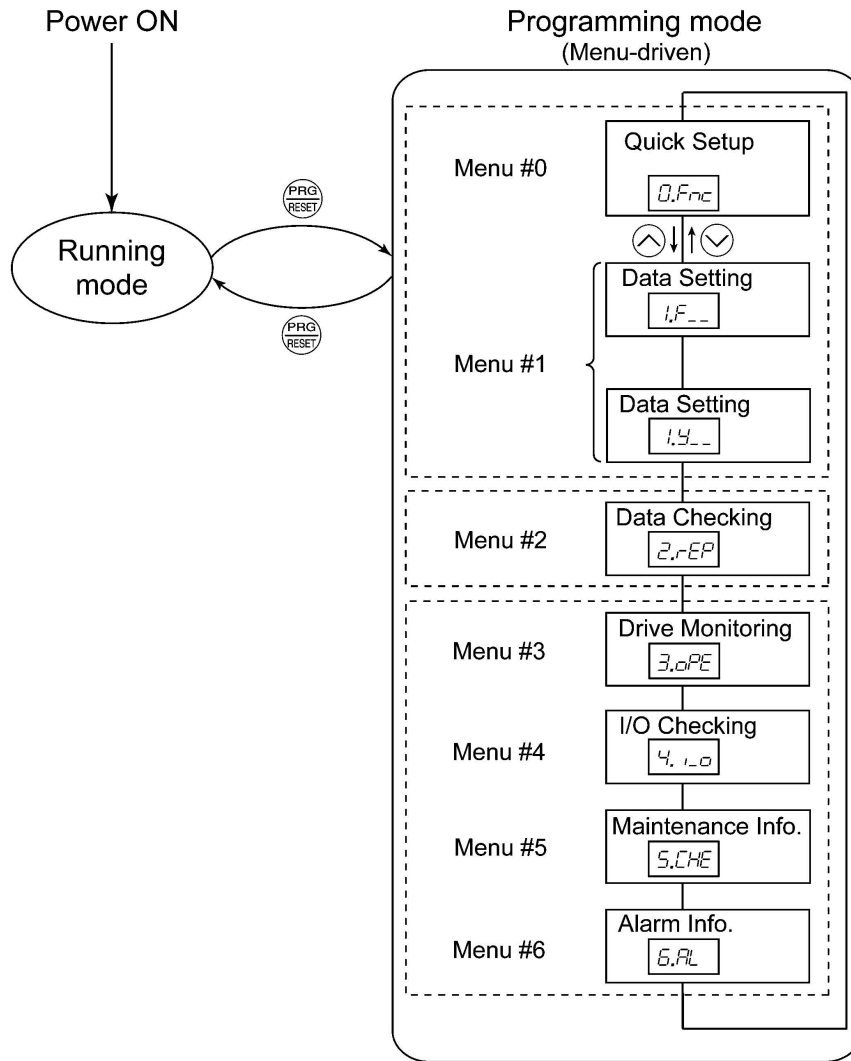 Power ON
Programming mode
(Menu-driven)
Menu #0
Quick Setup
0.Fnc
PRG
RESET
Running
mode
Data Setting
1.F__
PRG
RESET
Menu #1
Data Setting
1.y__
Menu #2
Data Checking
2.rEP
Menu #3
Drive Monitoring
3.oPE
Menu #4
I/O Checking
4.i_o
Menu #5
Maintenance Info.
5.CHE
Menu #6
Alarm Info.
6.AL